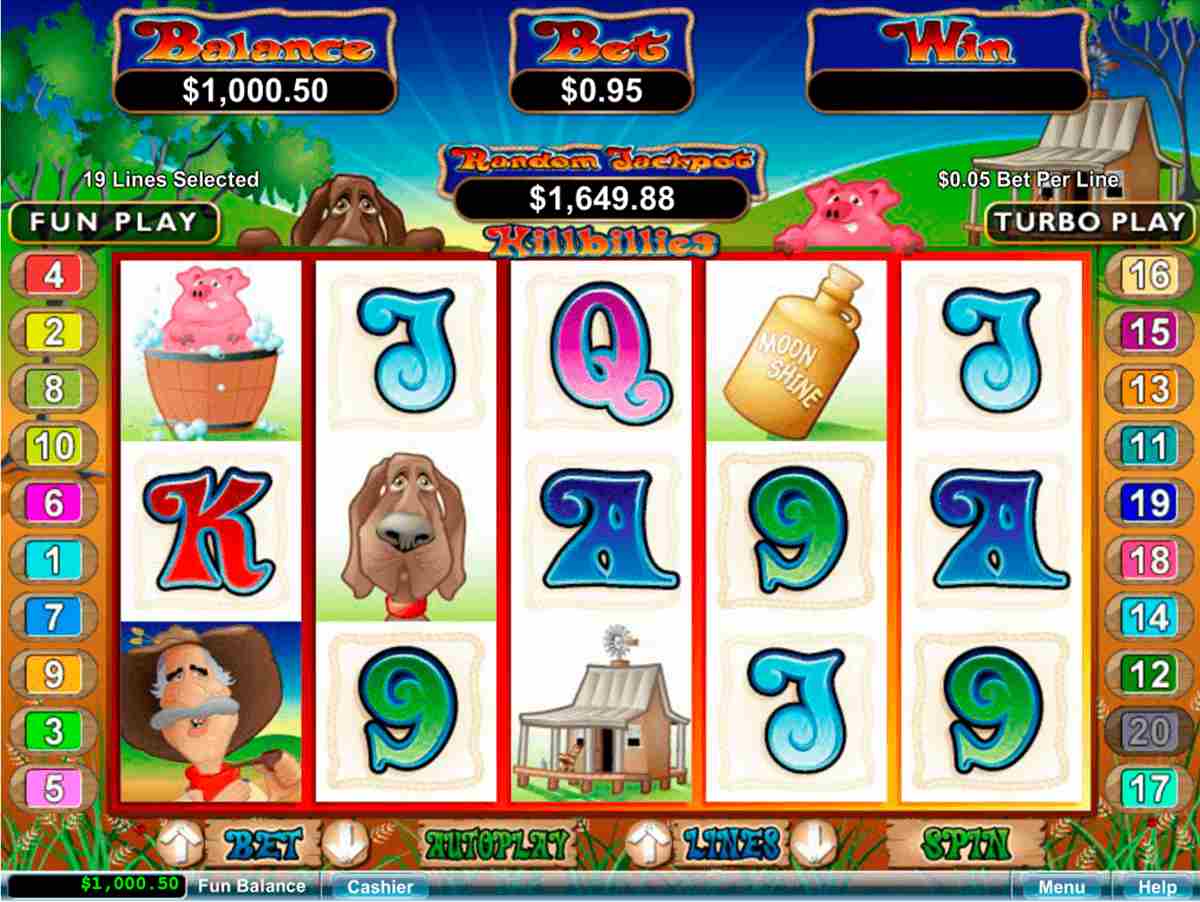 Balance Bet Win
$1,000.50 $0.95
Random Jackpot
19 Lines Selected $1,649.88 $0.05 Bet Per Line
FUN PLAY TURBO PLAY
Hillbillies
4 16
2 15
8 13
10 11
6 19
1 18
7 14
9 12
3 20
5 17
J Q MOON SHINE J
K A 9 A
9 J 9
BET AUTOPLAY LINES SPIN
$1,000.50 Fun Balance Cashier Menu Help